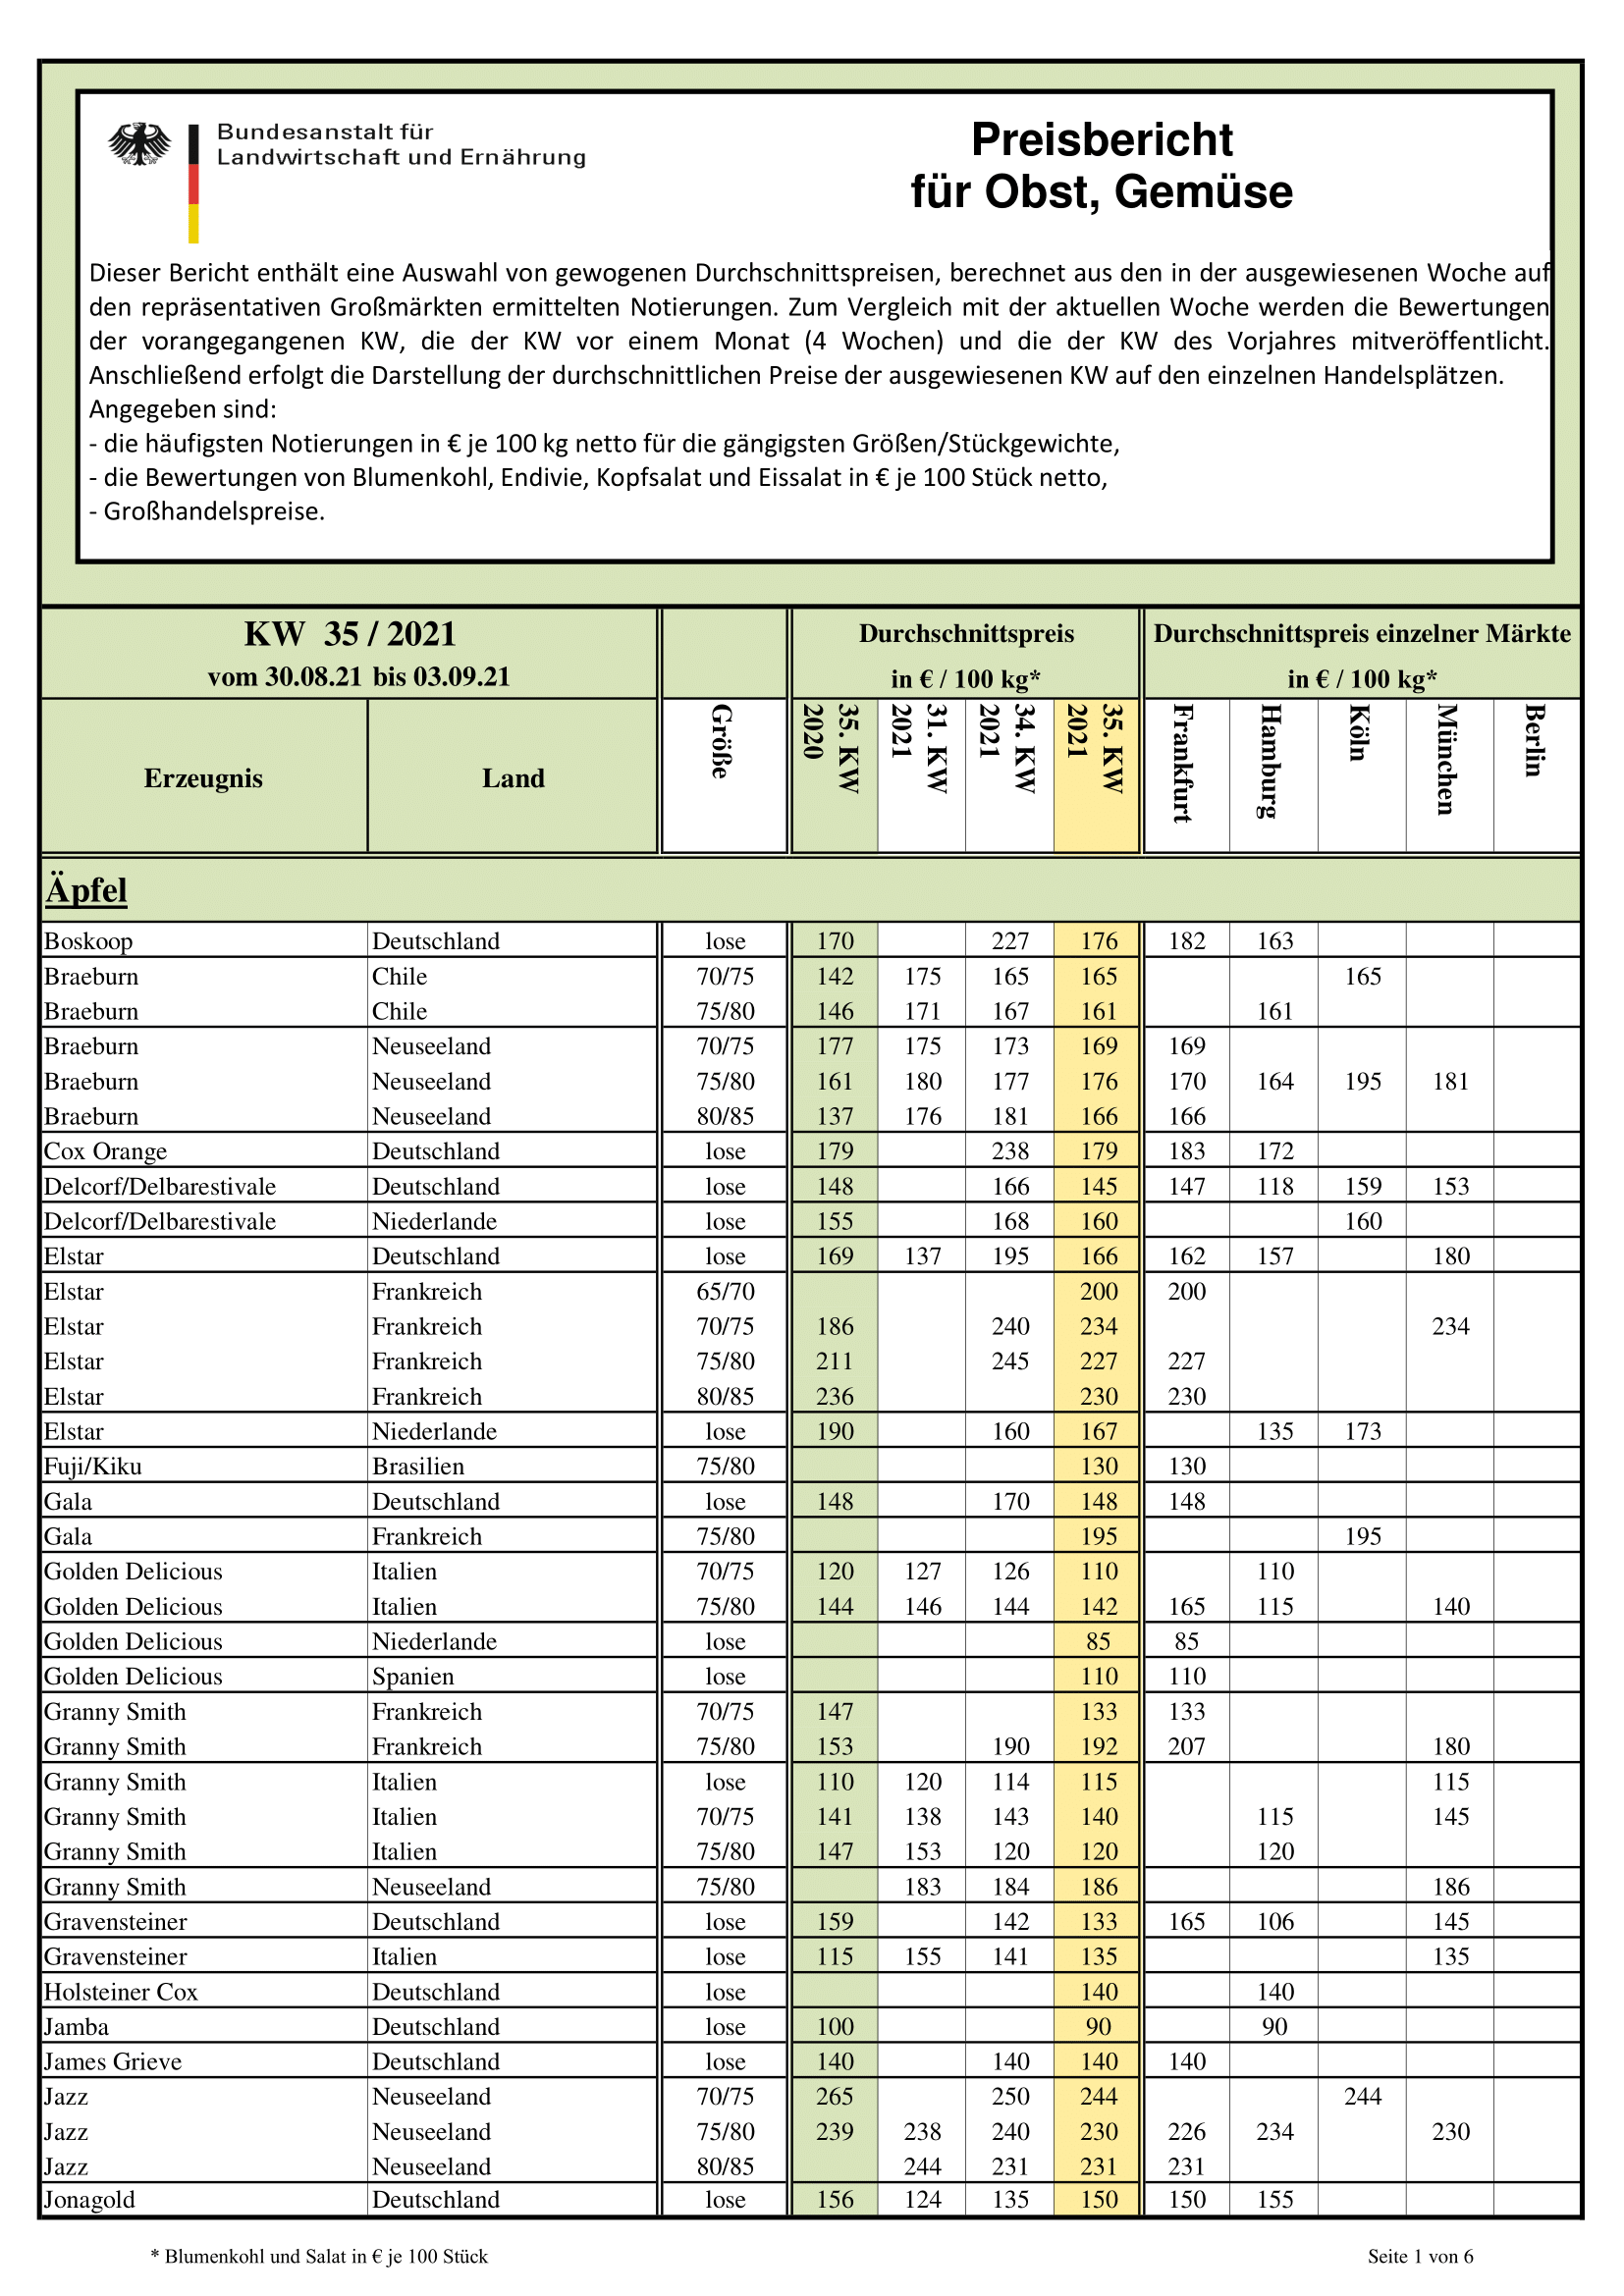 Bundesanstalt für
Landwirtschaft und Ernährung
Preisbericht
für Obst, Gemüse
Dieser Bericht enthält eine Auswahl von gewogenen Durchschnittspreisen, berechnet aus den in der ausgewiesenen Woche auf
den repräsentativen Großmärkten ermittelten Notierungen. Zum Vergleich mit der aktuellen Woche werden die Bewertungen
der vorangegangenen KW, die der KW vor einem Monat (4 Wochen) und die der KW des Vorjahres mitveröffentlicht.
Anschließend erfolgt die Darstellung der durchschnittlichen Preise der ausgewiesenen KW auf den einzelnen Handelsplätzen.
Angegeben sind:
- die häufigsten Notierungen in € je 100 kg netto für die gängigsten Größen/Stückgewichte,
- die Bewertungen von Blumenkohl, Endivie, Kopfsalat und Eissalat in € je 100 Stück netto,
- Großhandelspreise.
KW 35 / 2021 Durchschnittspreis Durchschnittspreis einzelner Märkte
vom 30.08.21 bis 03.09.21 in € / 100 kg* in € / 100 kg*
Erzeugnis Land Größe 35. KW 2020 31. KW 2021 34. KW 2021 35. KW 2021 Frankfurt Hamburg Köln München Berlin
Äpfel
Boskoop Deutschland lose 170 227 176 182 163
Braeburn Chile 70/75 142 175 165 165 165
Braeburn Chile 75/80 146 171 167 161 161
Braeburn Neuseeland 70/75 177 175 173 169 169
Braeburn Neuseeland 75/80 161 180 177 176 170 164 195 181
Braeburn Neuseeland 80/85 137 176 181 166 166
Cox Orange Deutschland lose 179 238 179 183 172
Delcorf/Delbarestivale Deutschland lose 148 166 145 147 118 159 153
Delcorf/Delbarestivale Niederlande lose 155 168 160 160
Elstar Deutschland lose 169 137 195 166 162 157 180
Elstar Frankreich 65/70 200 200
Elstar Frankreich 70/75 186 240 234 234
Elstar Frankreich 75/80 211 245 227 227
Elstar Frankreich 80/85 236 230 230
Elstar Niederlande lose 190 160 167 135 173
Fuji/Kiku Brasilien 75/80 130 130
Gala Deutschland lose 148 170 148 148
Gala Frankreich 75/80 195 195
Golden Delicious Italien 70/75 120 127 126 110 110
Golden Delicious Italien 75/80 144 146 144 142 165 115 140
Golden Delicious Niederlande lose 85 85
Golden Delicious Spanien lose 110 110
Granny Smith Frankreich 70/75 147 133 133
Granny Smith Frankreich 75/80 153 190 192 207 180
Granny Smith Italien lose 110 120 114 115 115
Granny Smith Italien 70/75 141 138 143 140 115 145
Granny Smith Italien 75/80 147 153 120 120 120
Granny Smith Neuseeland 75/80 183 184 186 186
Gravensteiner Deutschland lose 159 142 133 165 106 145
Gravensteiner Italien lose 115 155 141 135 135
Holsteiner Cox Deutschland lose 140 140
Jamba Deutschland lose 100 90 90
James Grieve Deutschland lose 140 140 140 140
Jazz Neuseeland 70/75 265 250 244 244
Jazz Neuseeland 75/80 239 238 240 230 226 234 230
Jazz Neuseeland 80/85 244 231 231 231
Jonagold Deutschland lose 156 124 135 150 150 155
* Blumenkohl und Salat in € je 100 Stück Seite 1 von 6